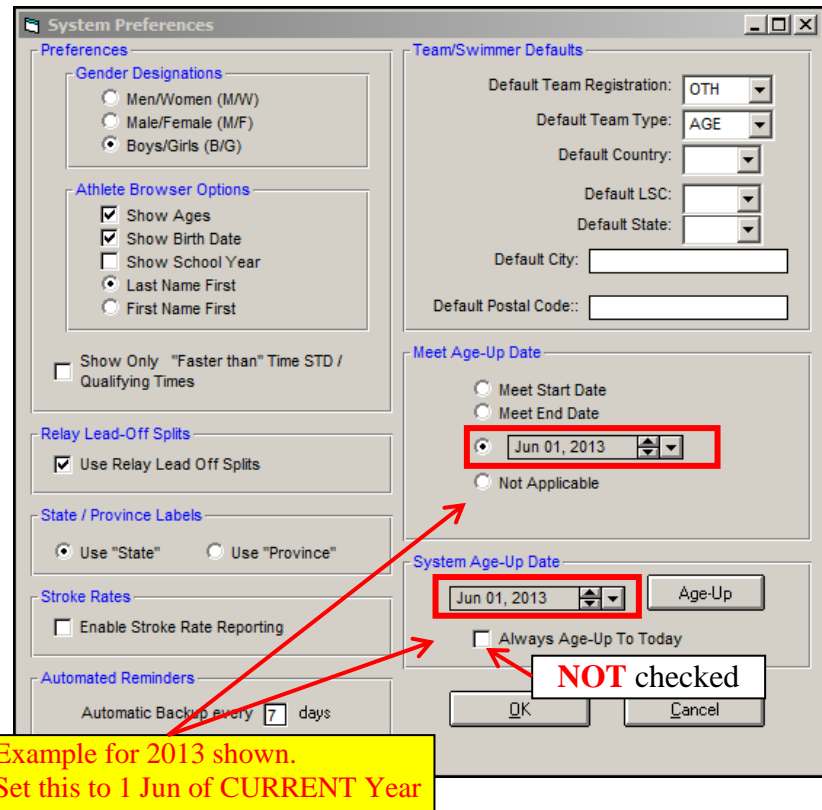 System Preferences
Preferences
Gender Designations
Men/Women (M/W)
Male/Female (M/F)
Boys/Girls (B/G)
Athlete Browser Options
Show Ages
Show Birth Date
Show School Year
Last Name First
First Name First
Show Only "Faster than" Time STD /
Qualifying Times
Relay Lead-Off Splits
Use Relay Lead Off Splits
State / Province Labels
Use "State" Use "Province"
Stroke Rates
Enable Stroke Rate Reporting
Automated Reminders
Automatic Backup every 7 days
Team/Swimmer Defaults
Default Team Registration: OTH
Default Team Type: AGE
Default Country:
Default LSC:
Default State:
Default City:
Default Postal Code::
Meet Age-Up Date
Meet Start Date
Meet End Date
Jun 01, 2013
Not Applicable
System Age-Up Date
Jun 01, 2013 Age-Up
Always Age-Up To Today
NOT checked
OK Cancel
Example for 2013 shown.
Set this to 1 Jun of CURRENT Year